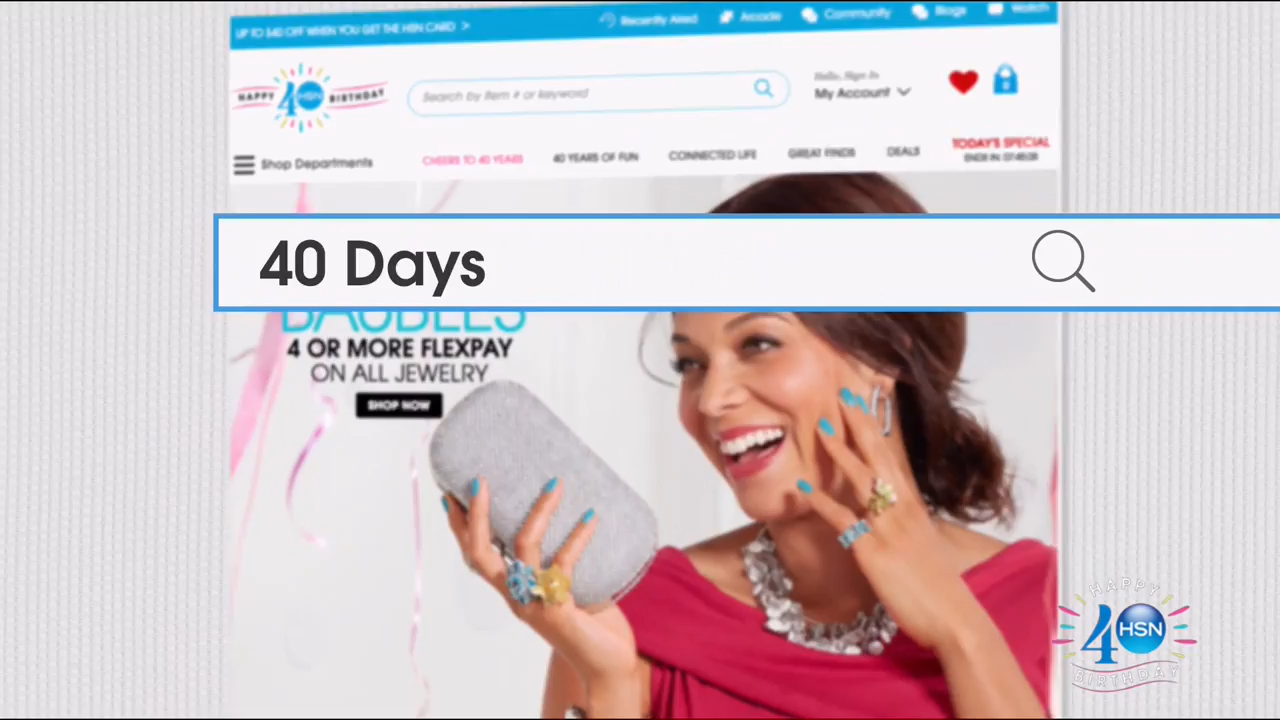 UP TO $40 OFF WHEN YOU GET THE HSN CARD >
Recently Aired
Arcade
Community
Blogs
Watch
HAPPY 40 HSN BIRTHDAY
Search by item # or keyword
Hello, Sign In
My Account
Shop Departments
CHEERS TO 40 YEARS
40 YEARS OF FUN
CONNECTED LIFE
GREAT FINDS
DEALS
TODAY'S SPECIAL
ENDS IN:
40 Days
BAUBLES
4 OR MORE FLEXPAY
ON ALL JEWELRY
SHOP NOW
HAPPY
40 HSN
BIRTHDAY